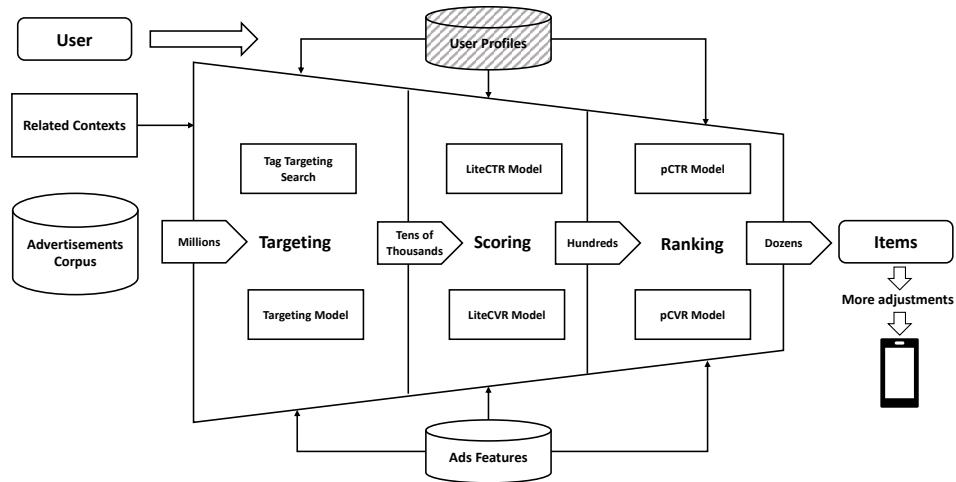 User
User Profiles
Related Contexts
Tag Targeting
Search
LiteCTR Model
pCTR Model
Advertisements
Corpus
Millions
Targeting
Tens of
Thousands
Scoring
Hundreds
Ranking
Dozens
Items
More adjustments
Targeting Model
LiteCVR Model
pCVR Model
Ads Features